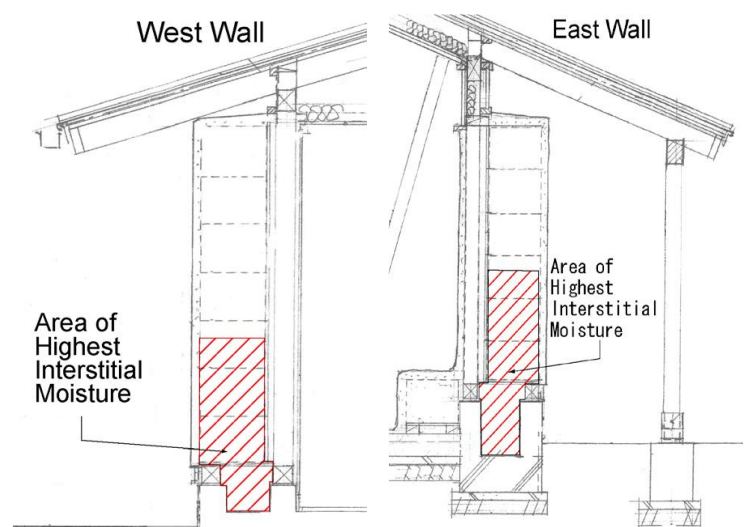 West Wall
East Wall
Area of
Highest
Interstitial
Moisture
Area of
Highest
Interstitial
Moisture